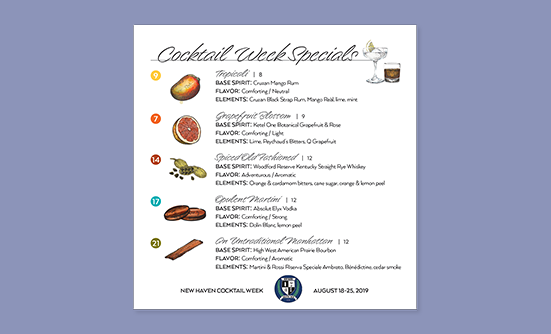 Cocktail Week Specials
9
Tropicali | 8
BASE SPIRIT: Cruzan Mango Rum
FLAVOR: Comforting / Neutral
ELEMENTS: Cruzan Black Strap Rum, Mango Reàl, lime, mint
7
Grapefruit Blossom | 9
BASE SPIRIT: Ketel One Botanical Grapefruit & Rose
FLAVOR: Comforting / Light
ELEMENTS: Lime, Peychaud's Bitters, Q Grapefruit
14
Spiced Old Fashioned | 12
BASE SPIRIT: Woodford Reserve Kentucky Straight Rye Whiskey
FLAVOR: Adventurous / Aromatic
ELEMENTS: Orange & cardamom bitters, cane sugar, orange & lemon peel
17
Opulent Martini | 12
BASE SPIRIT: Absolut Elyx Vodka
FLAVOR: Comforting / Strong
ELEMENTS: Dolin Blanc, lemon peel
21
An Untraditional Manhattan | 12
BASE SPIRIT: High West American Prairie Bourbon
FLAVOR: Comforting / Aromatic
ELEMENTS: Martini & Rossi Riserva Speciale Ambrato, Bénédictino, cedar smoke
NEW HAVEN COCKTAIL WEEK AUGUST 18-25, 2019